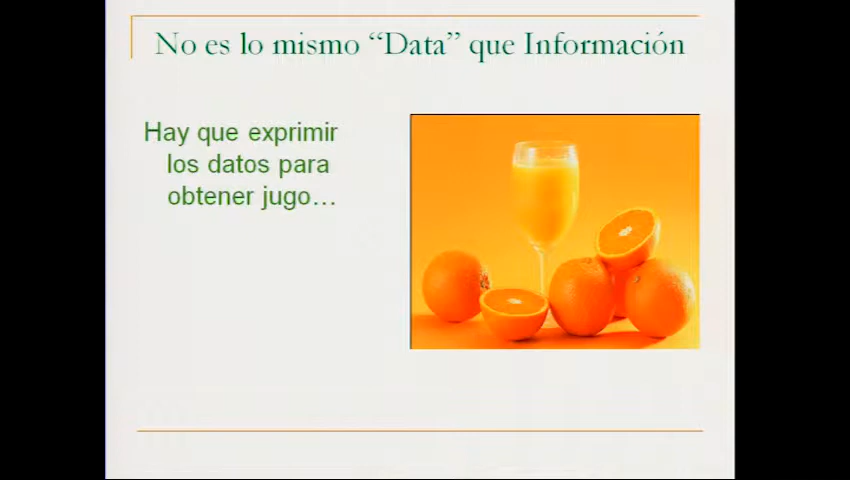 No es lo mismo “Data” que Información
Hay que exprimir
los datos para
obtener jugo…